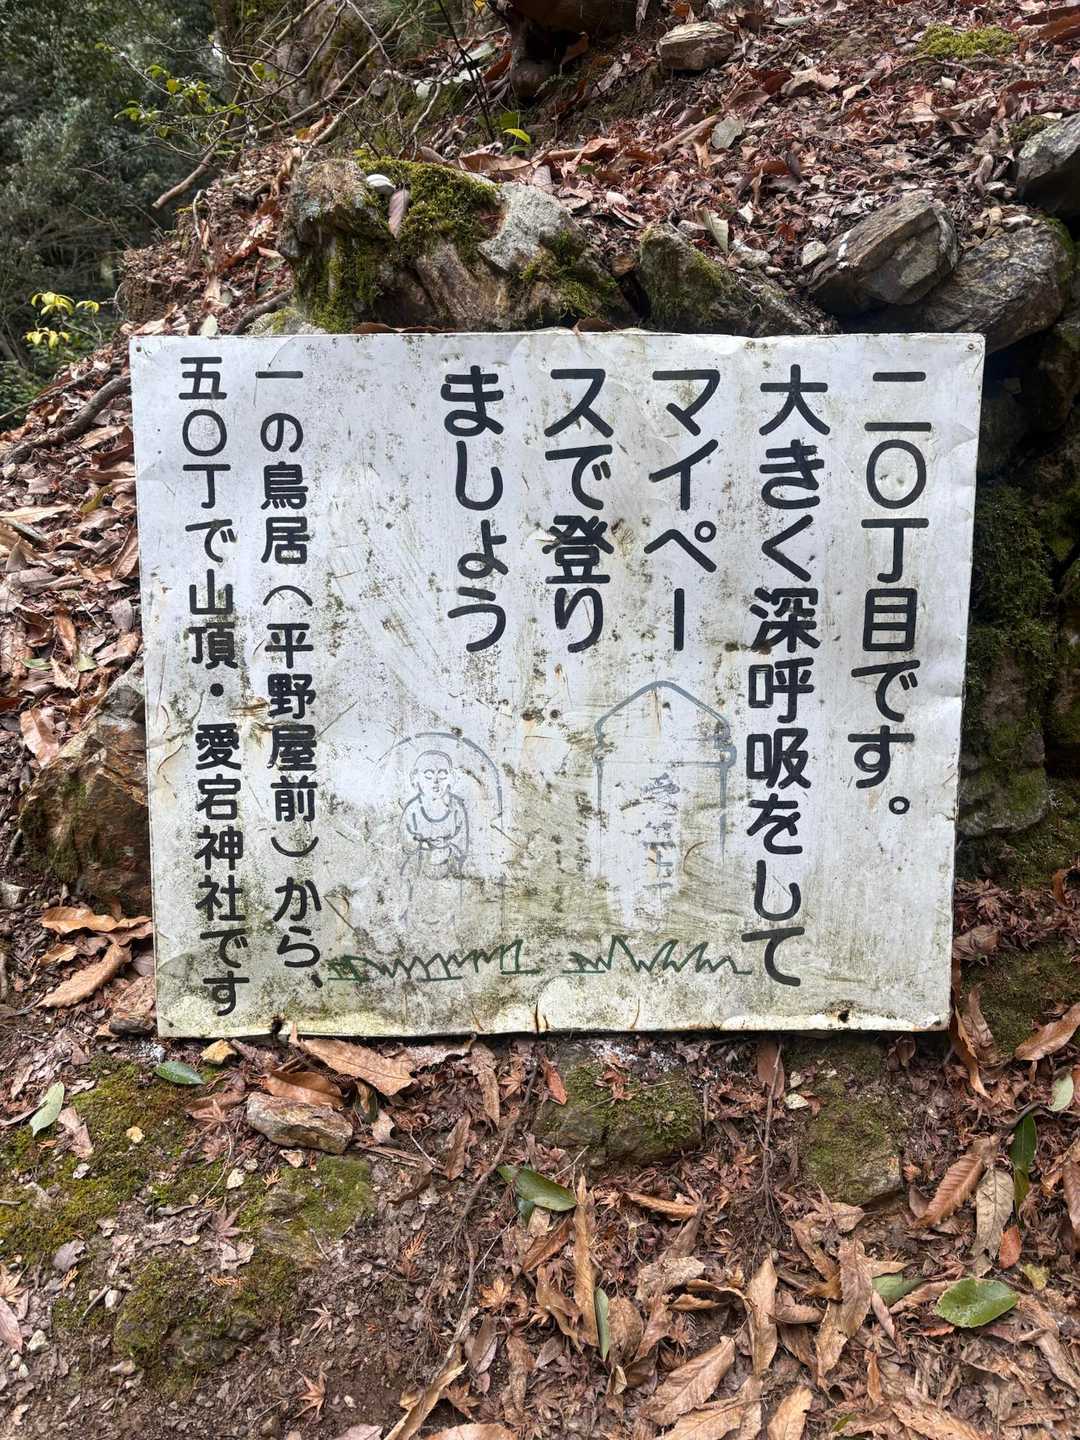 二〇丁目です。
大きく深呼吸をして
マイペー
スで登り
ましょう
一の鳥居(平野屋前)から、
五〇丁で山頂・愛宕神社です